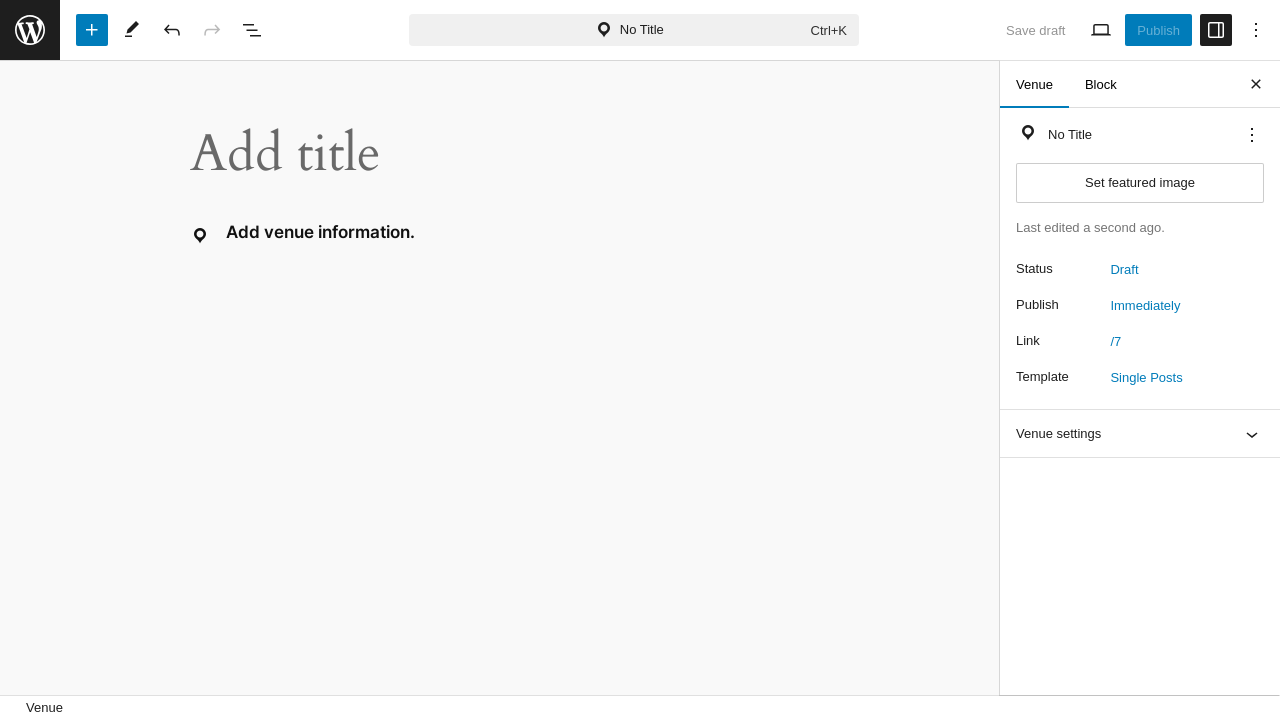 No Title
Ctrl+K
Save draft
Publish
Venue
Block
Add title
Add venue information.
No Title
Set featured image
Last edited a second ago.
Status
Draft
Publish
Immediately
Link
/7
Template
Single Posts
Venue settings
Venue